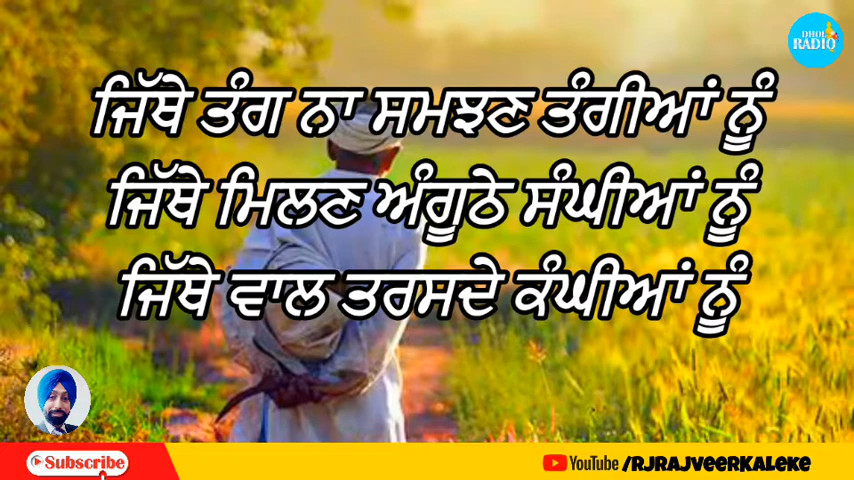 DHOL
RADIO
ਜਿੱਥੇ ਤੰਗ ਨਾ ਸਮਝਣ ਤੰਗੀਆਂ ਨੂੰ
ਜਿੱਥੇ ਮਿਲਣ ਅੰਗੂਠੇ ਸੰਘੀਆਂ ਨੂੰ
ਜਿੱਥੇ ਵਾਲ ਤਰਸਦੇ ਕੰਘੀਆਂ ਨੂੰ
Subscribe
YouTube /RJRAJVEERKALEKE